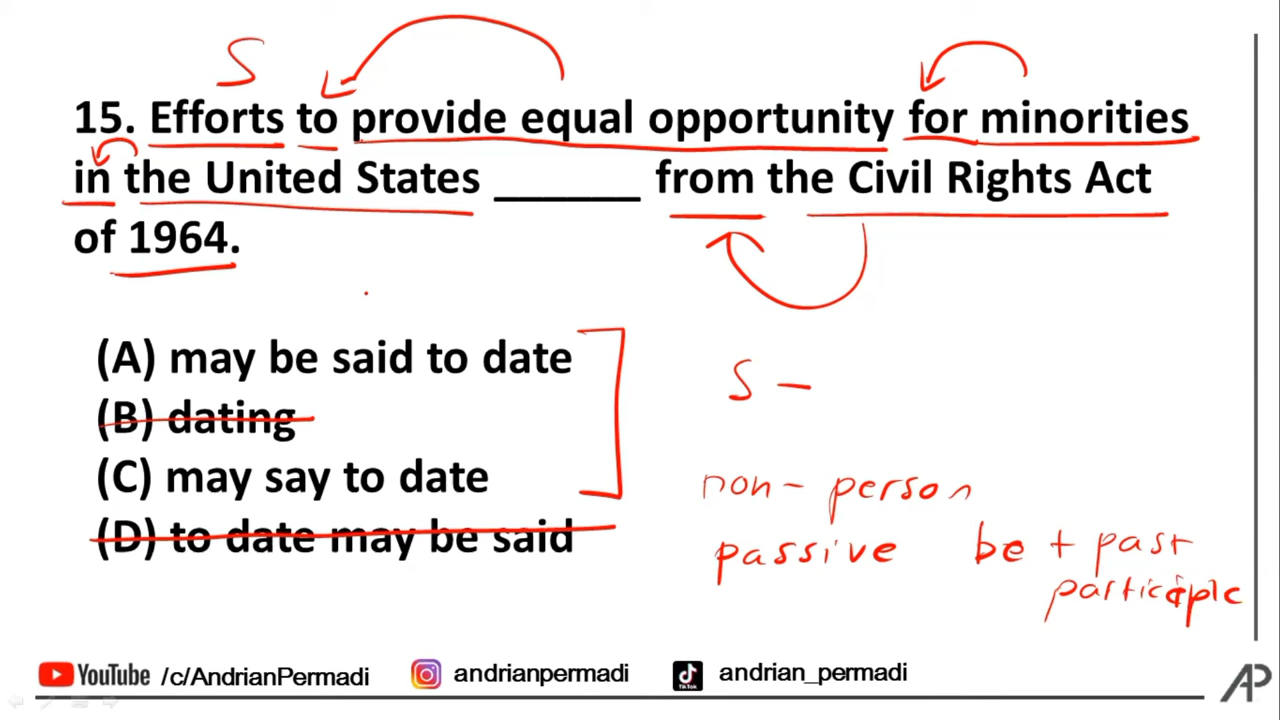 S
15. Efforts to provide equal opportunity for minorities
in the United States ______ from the Civil Rights Act
of 1964.
(A) may be said to date
(B) dating
(C) may say to date
(D) to date may be said
S –
non - person
passive be + past
participle
YouTube /c/AndrianPermadi andrianpermadi TikTok andrian_permadi AP